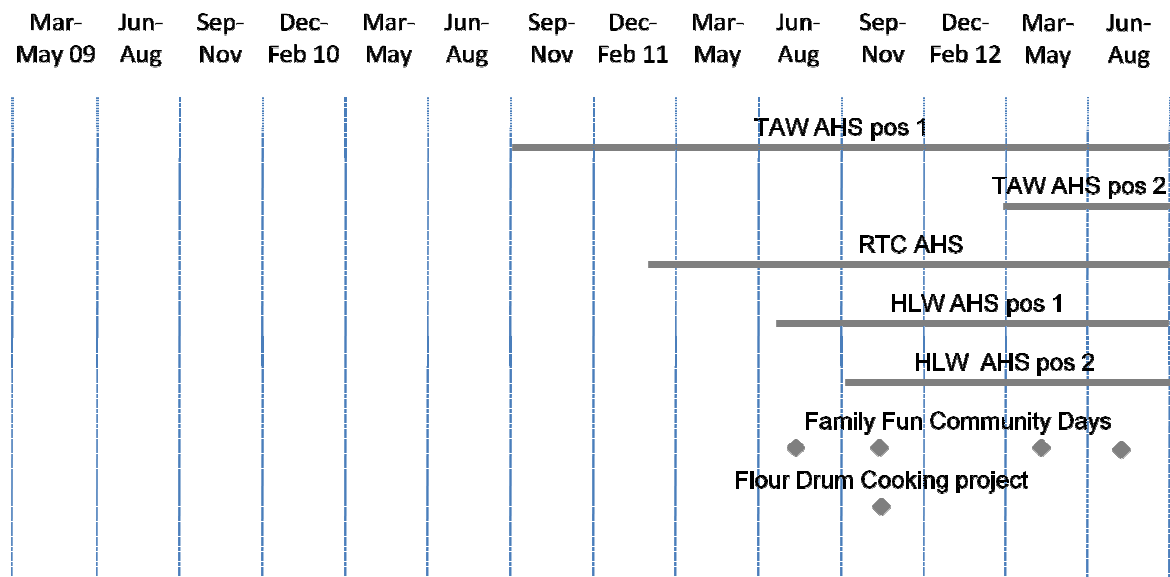 Mar- Jun- Sep- Dec- Mar- Jun- Sep- Dec- Mar- Jun- Sep- Dec- Mar- Jun-
May 09 Aug Nov Feb 10 May Aug Nov Feb 11 May Aug Nov Feb 12 May Aug
TAW AHS pos 1
TAW AHS pos 2
RTC AHS
HLW AHS pos 1
HLW AHS pos 2
Family Fun Community Days
Flour Drum Cooking project